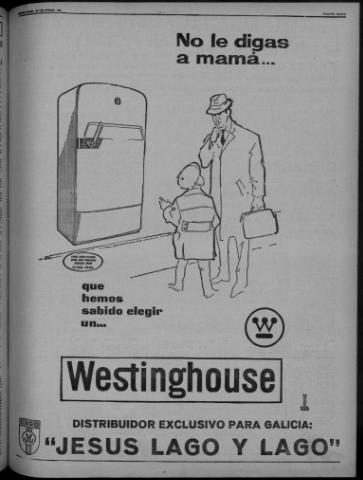 No le digas
a mamá...
que
hemos
sabido elegir
un...
W
Westinghouse!
DISTRIBUIDOR EXCLUSIVO PARA GALICIA:
"JESUS LAGO Y LAGO"